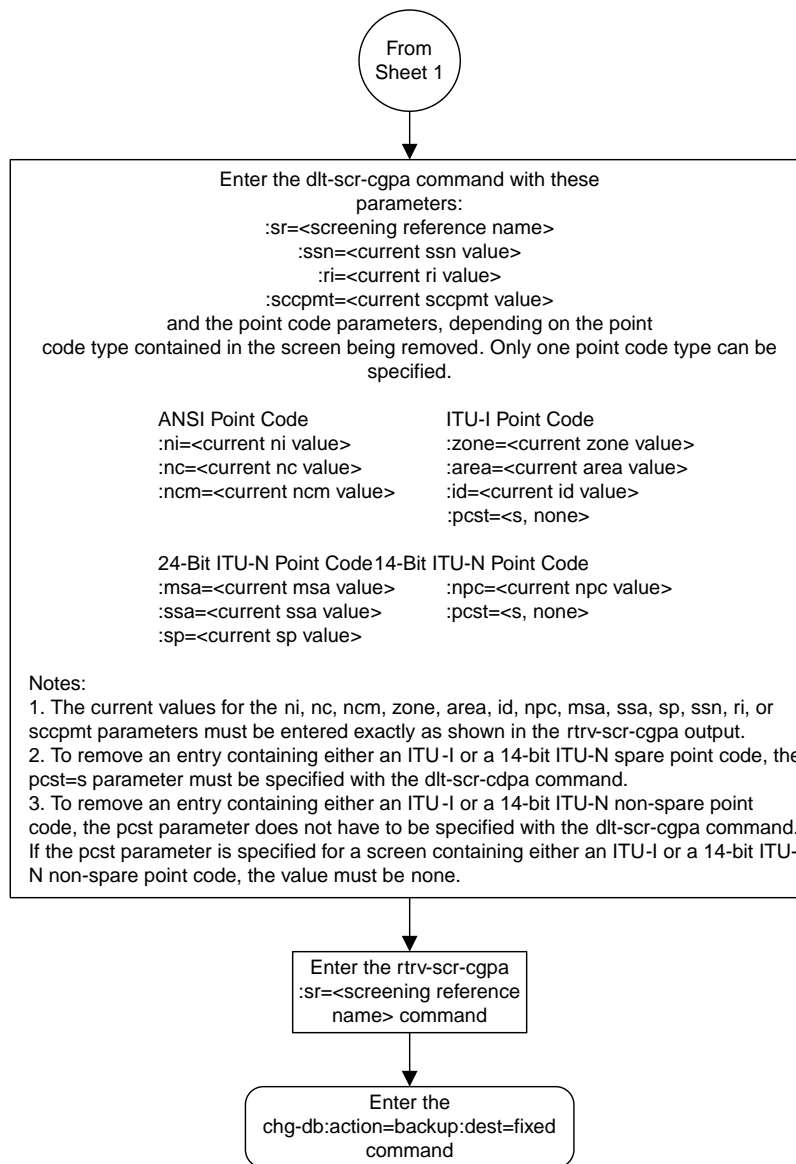 From
Sheet 1
Enter the dlt-scr-cgpa command with these
parameters:
:sr=<screening reference name>
:ssn=<current ssn value>
:ri=<current ri value>
:sccpmt=<current sccpmt value>
and the point code parameters, depending on the point
code type contained in the screen being removed. Only one point code type can be
specified.
ANSI Point Code
:ni=<current ni value>
:nc=<current nc value>
:ncm=<current ncm value>
ITU-I Point Code
:zone=<current zone value>
:area=<current area value>
:id=<current id value>
:pcst=<s, none>
24-Bit ITU-N Point Code
:msa=<current msa value>
:ssa=<current ssa value>
:sp=<current sp value>
14-Bit ITU-N Point Code
:npc=<current npc value>
:pcst=<s, none>
Notes:
1. The current values for the ni, nc, ncm, zone, area, id, npc, msa, ssa, sp, ssn, ri, or
sccpmt parameters must be entered exactly as shown in the rtrv-scr-cgpa output.
2. To remove an entry containing either an ITU-I or a 14-bit ITU-N spare point code, the
pcst=s parameter must be specified with the dlt-scr-cdpa command.
3. To remove an entry containing either an ITU-I or a 14-bit ITU-N non-spare point
code, the pcst parameter does not have to be specified with the dlt-scr-cgpa command.
If the pcst parameter is specified for a screen containing either an ITU-I or a 14-bit ITU-
N non-spare point code, the value must be none.
Enter the rtrv-scr-cgpa
:sr=<screening reference
name> command
Enter the
chg-db:action=backup:dest=fixed
command